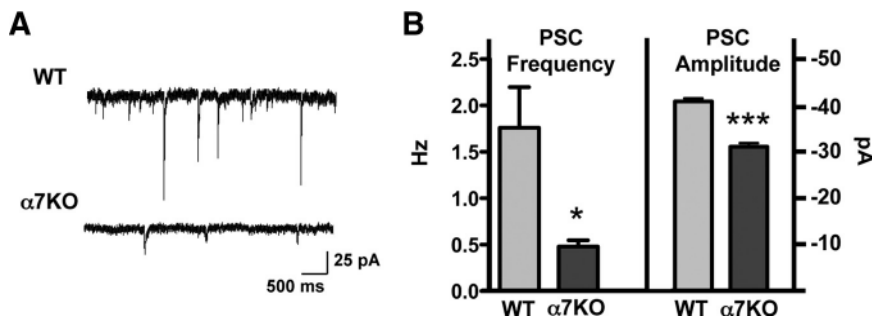 A
WT
α7KO
25 pA
500 ms
B
PSC Frequency
PSC Amplitude
2.5
2.0
1.5
1.0
0.5
0.0
Hz
*
***
-50
-40
-30
-20
-10
pA
WT α7KO
WT α7KO